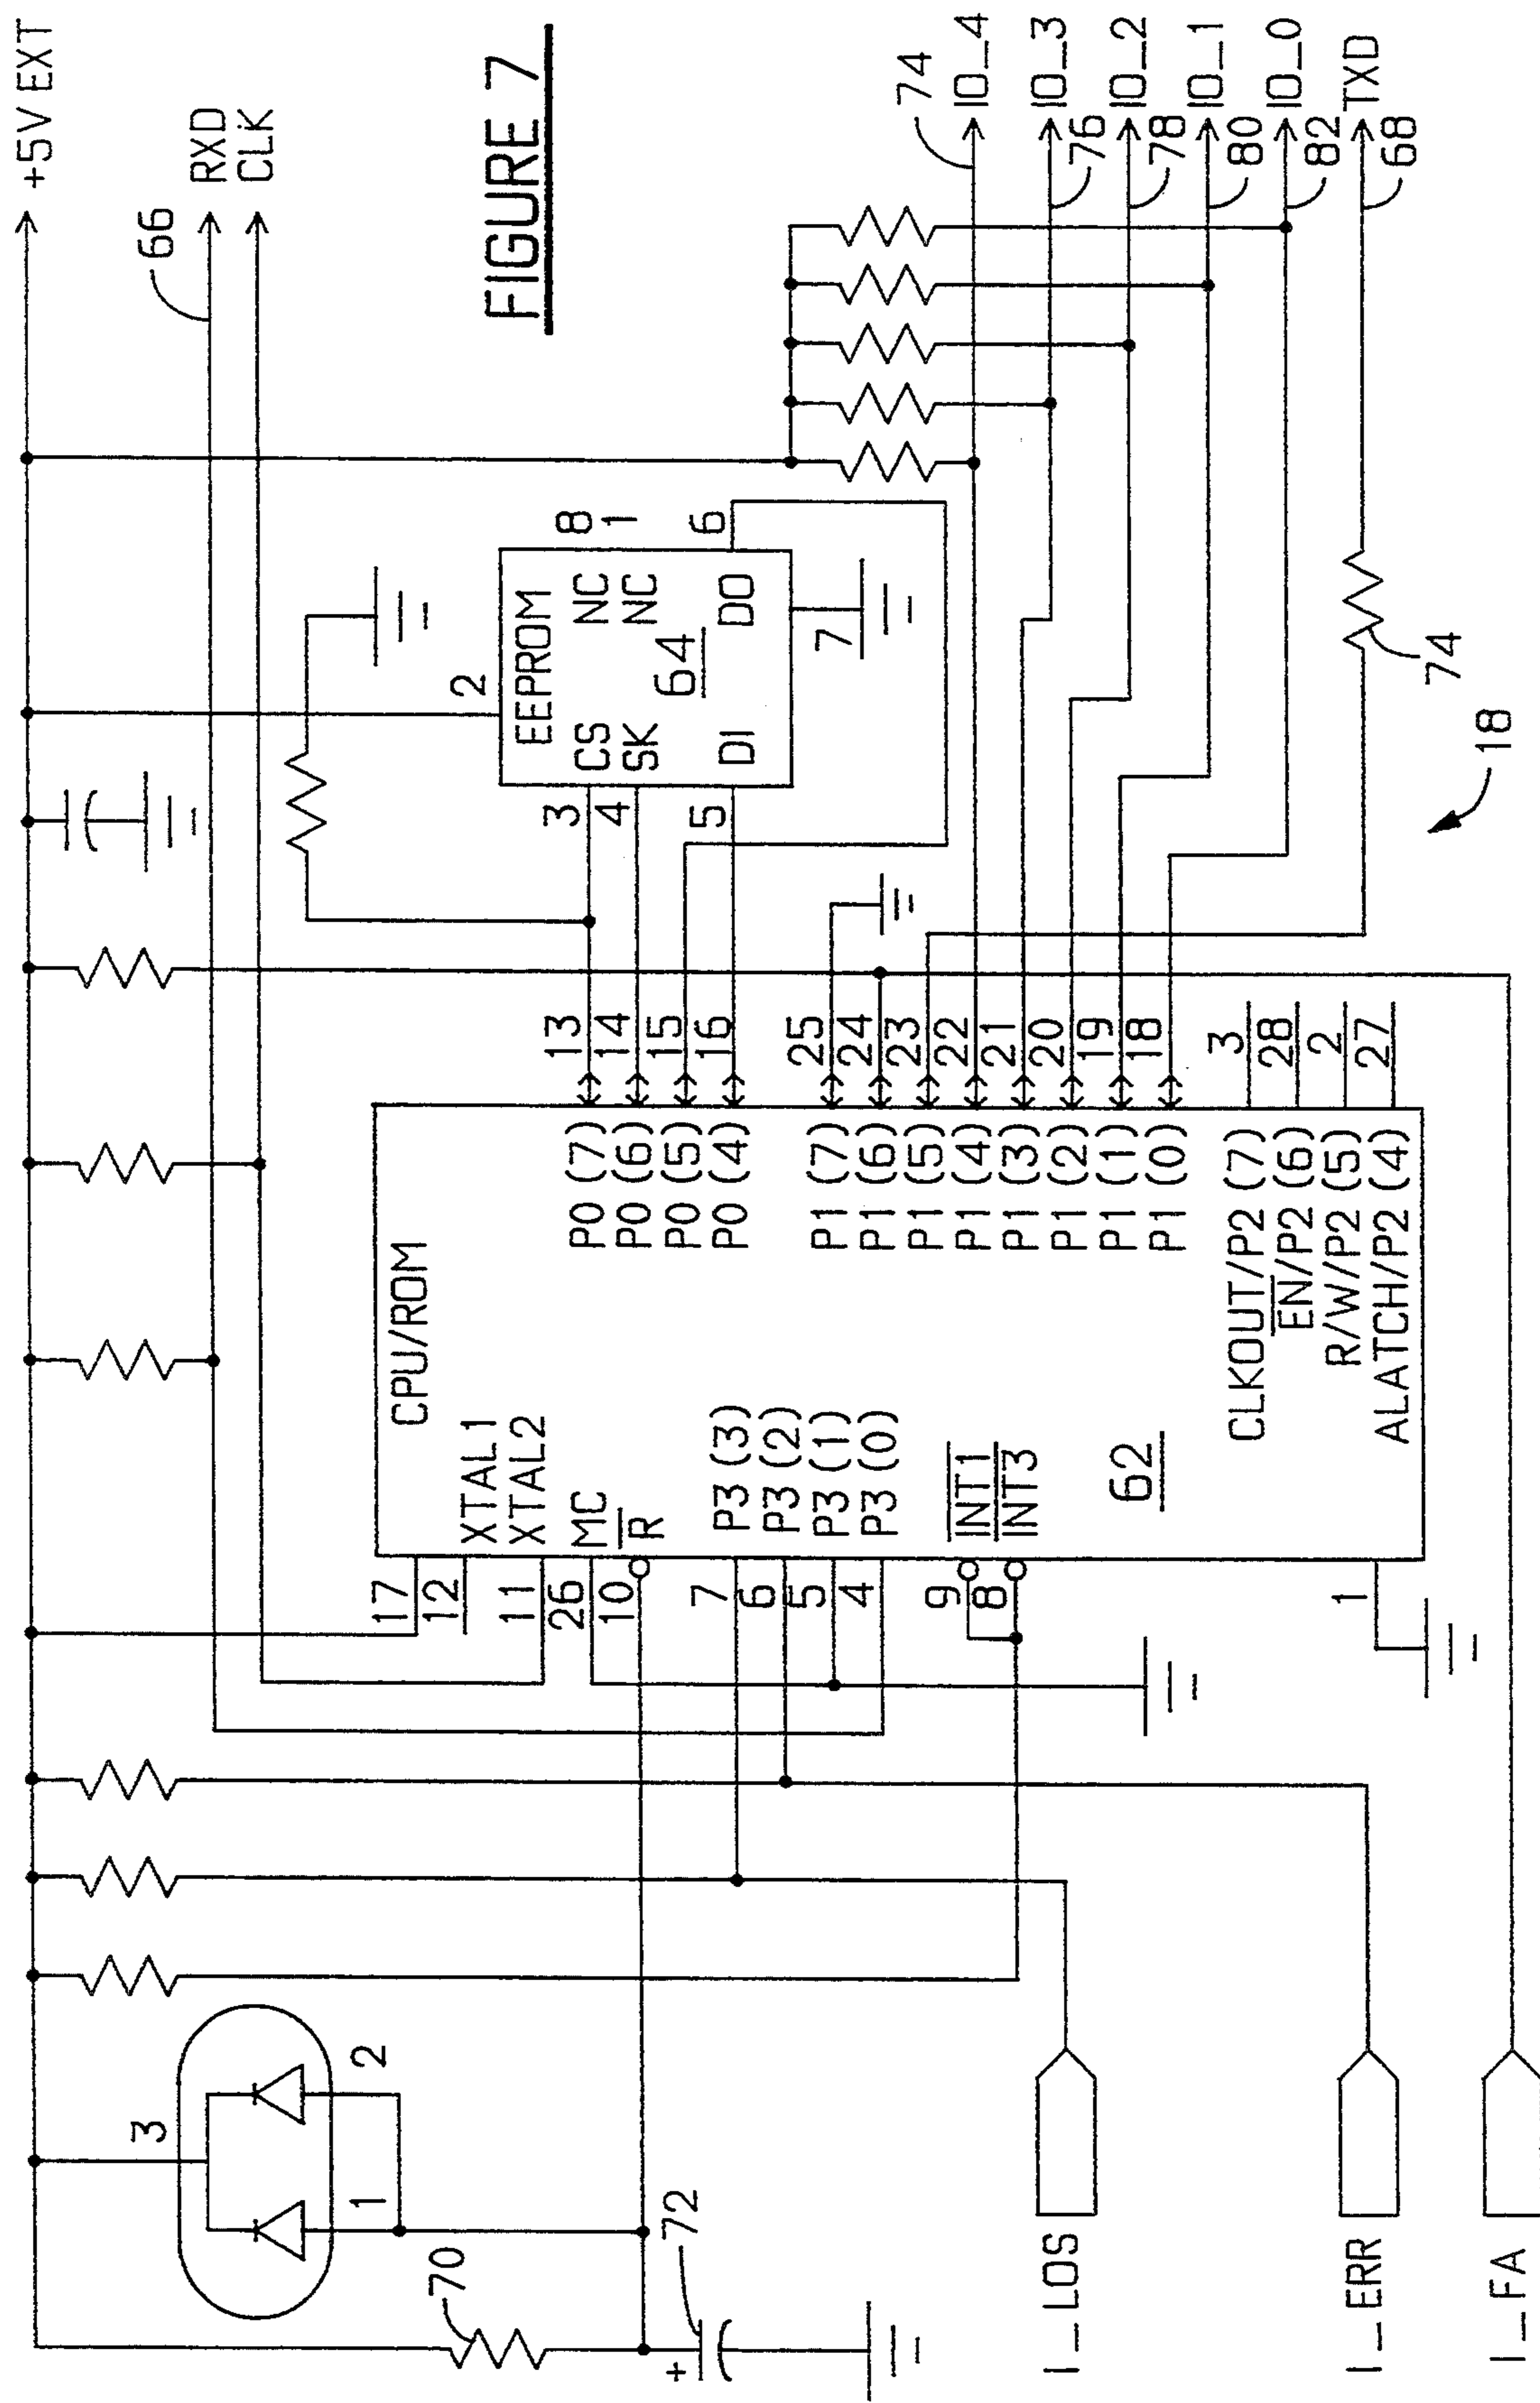 +5V EXT
66
RXD
CLK
FIGURE 7
3
1
2
70
72
+
17
12
11
26
10
7
6
5
4
9
8
1
CPU/ROM
XTAL1
XTAL2
MC
R
P3 (3)
P3 (2)
P3 (1)
P3 (0)
INT1
INT3
62
P0 (7)
P0 (6)
P0 (5)
P0 (4)
P1 (7)
P1 (6)
P1 (5)
P1 (4)
P1 (3)
P1 (2)
P1 (1)
P1 (0)
CLKOUT/P2 (7)
EN/P2 (6)
R/W/P2 (5)
ALATCH/P2 (4)
13
14
15
16
25
24
23
22
21
20
19
18
3
28
2
27
2
EEPROM
CS NC
SK NC
64
DI DO
3
4
5
8
1
6
7
74
IO_4
IO_3
76
IO_2
78
IO_1
80
IO_0
82
TXD
68
74
18
I_LOS
I_ERR
I_FA